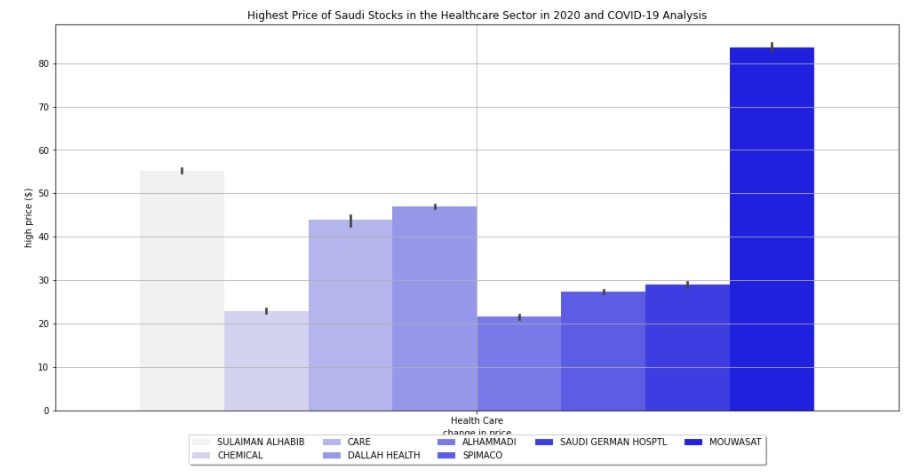 Highest Price of Saudi Stocks in the Healthcare Sector in 2020 and COVID-19 Analysis
high price ($)
80
70
60
50
40
30
20
10
0
Health Care
change in price
SULAIMAN ALHABIB CARE ALHAMMADI SAUDI GERMAN HOSPTL MOUWASAT
CHEMICAL DALLAH HEALTH SPIMACO